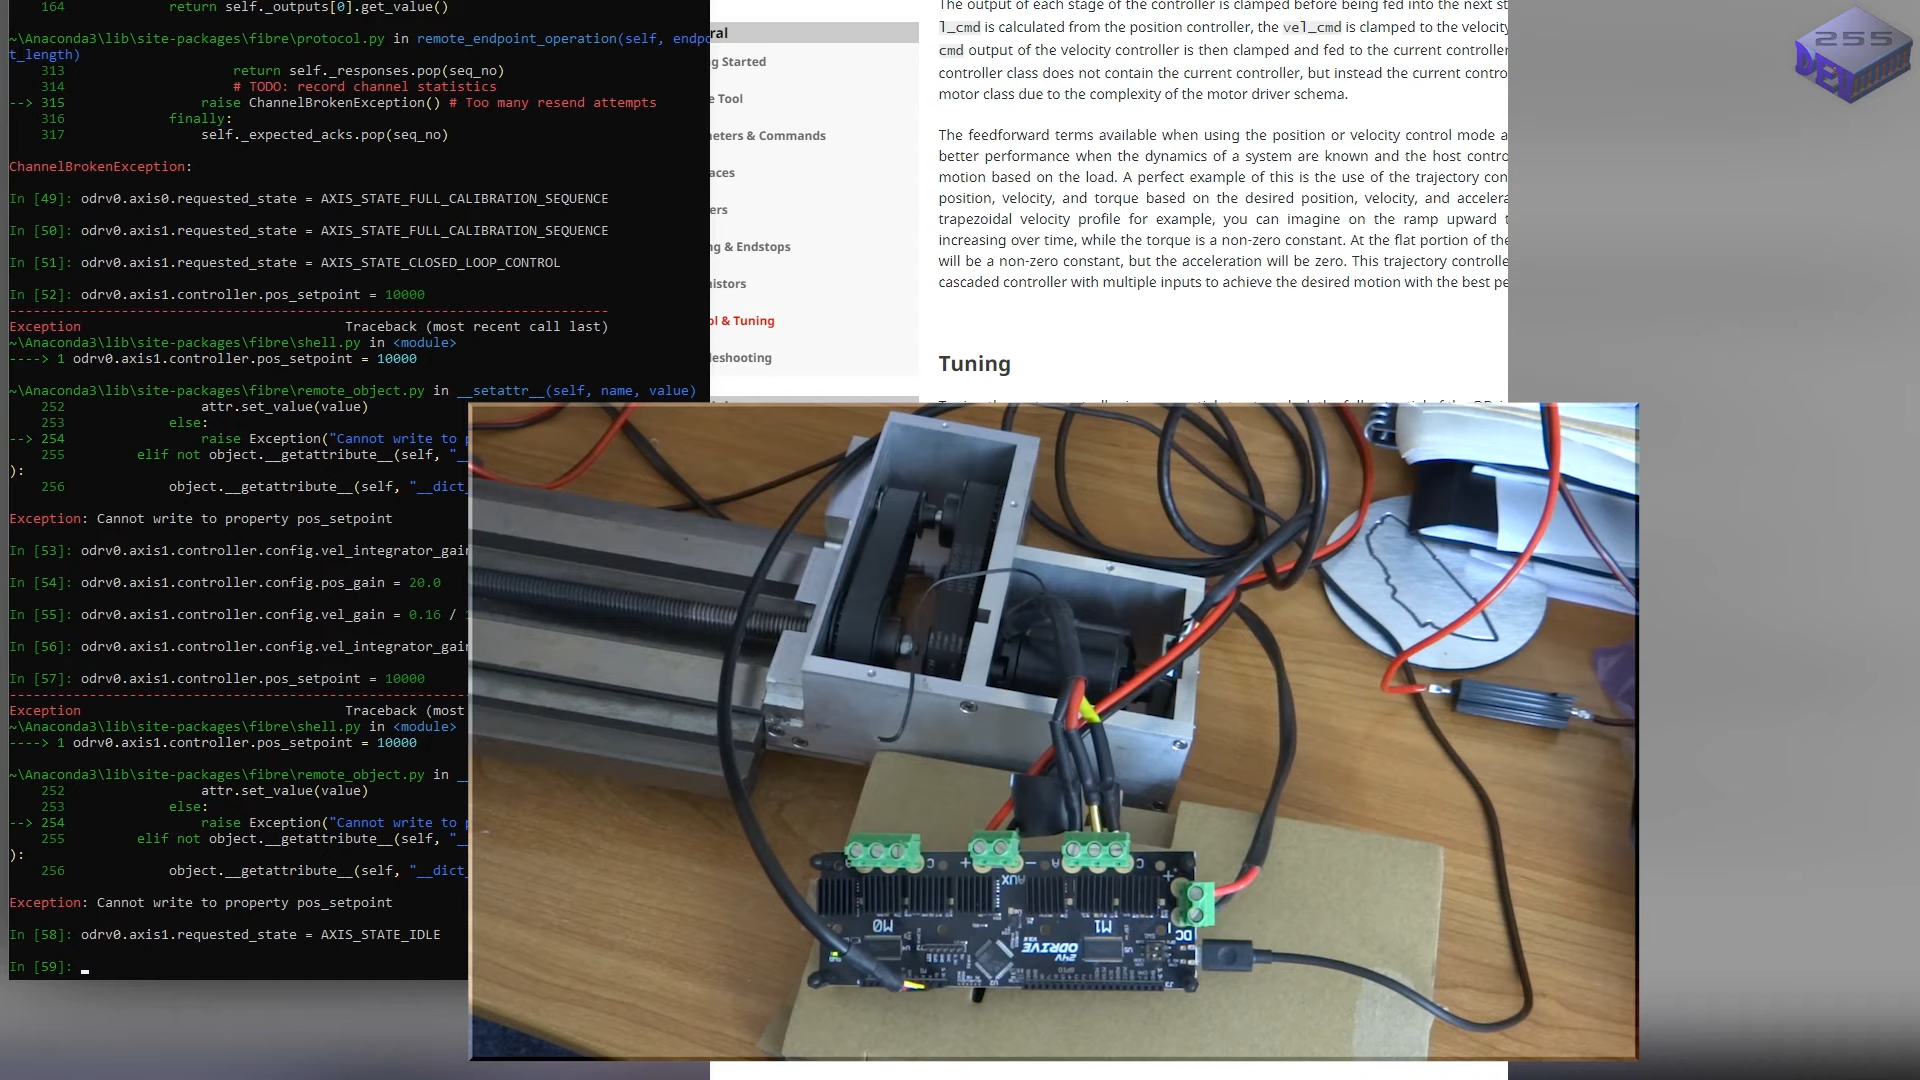 164 return self._outputs[0].get_value()
~\Anaconda3\lib\site-packages\fibre\protocol.py in remote_endpoint_operation(self, endpo
t_length)
313 return self._responses.pop(seq_no)
314 # TODO: record channel statistics
--> 315 raise ChannelBrokenException() # Too many resend attempts
316 finally:
317 self._expected_acks.pop(seq_no)
ChannelBrokenException:
In [49]: odrv0.axis0.requested_state = AXIS_STATE_FULL_CALIBRATION_SEQUENCE
In [50]: odrv0.axis1.requested_state = AXIS_STATE_FULL_CALIBRATION_SEQUENCE
In [51]: odrv0.axis1.requested_state = AXIS_STATE_CLOSED_LOOP_CONTROL
In [52]: odrv0.axis1.controller.pos_setpoint = 10000
---------------------------------------------------------------------------
Exception Traceback (most recent call last)
~\Anaconda3\lib\site-packages\fibre\shell.py in <module>
----> 1 odrv0.axis1.controller.pos_setpoint = 10000
~\Anaconda3\lib\site-packages\fibre\remote_object.py in __setattr__(self, name, value)
252 attr.set_value(value)
253 else:
--> 254 raise Exception("Cannot write to p
255 elif not object.__getattribute__(self, "_
):
256 object.__getattribute__(self, "__dict_
Exception: Cannot write to property pos_setpoint
In [53]: odrv0.axis1.controller.config.vel_integrator_gain
In [54]: odrv0.axis1.controller.config.pos_gain = 20.0
In [55]: odrv0.axis1.controller.config.vel_gain = 0.16 /
In [56]: odrv0.axis1.controller.config.vel_integrator_gain
In [57]: odrv0.axis1.controller.pos_setpoint = 10000
Exception Traceback (most
~\Anaconda3\lib\site-packages\fibre\shell.py in <module>
----> 1 odrv0.axis1.controller.pos_setpoint = 10000
~\Anaconda3\lib\site-packages\fibre\remote_object.py in __
252 attr.set_value(value)
253 else:
--> 254 raise Exception("Cannot write to p
255 elif not object.__getattribute__(self, "_
):
256 object.__getattribute__(self, "__dict_
Exception: Cannot write to property pos_setpoint
In [58]: odrv0.axis1.requested_state = AXIS_STATE_IDLE
In [59]:
ral
g Started
e Tool
eters & Commands
aces
ers
g & Endstops
istors
ol & Tuning
leshooting
The output of each stage of the controller is clamped before being fed into the next st
l_cmd is calculated from the position controller, the vel_cmd is clamped to the velocity
cmd output of the velocity controller is then clamped and fed to the current controller
controller class does not contain the current controller, but instead the current contro
motor class due to the complexity of the motor driver schema.
The feedforward terms available when using the position or velocity control mode a
better performance when the dynamics of a system are known and the host contro
motion based on the load. A perfect example of this is the use of the trajectory con
position, velocity, and torque based on the desired position, velocity, and accelera
trapezoidal velocity profile for example, you can imagine on the ramp upward t
increasing over time, while the torque is a non-zero constant. At the flat portion of the
will be a non-zero constant, but the acceleration will be zero. This trajectory controlle
cascaded controller with multiple inputs to achieve the desired motion with the best pe
Tuning
255
DEV
C + AUX - A C +
M0 M1 DC
ODRIVE
24V